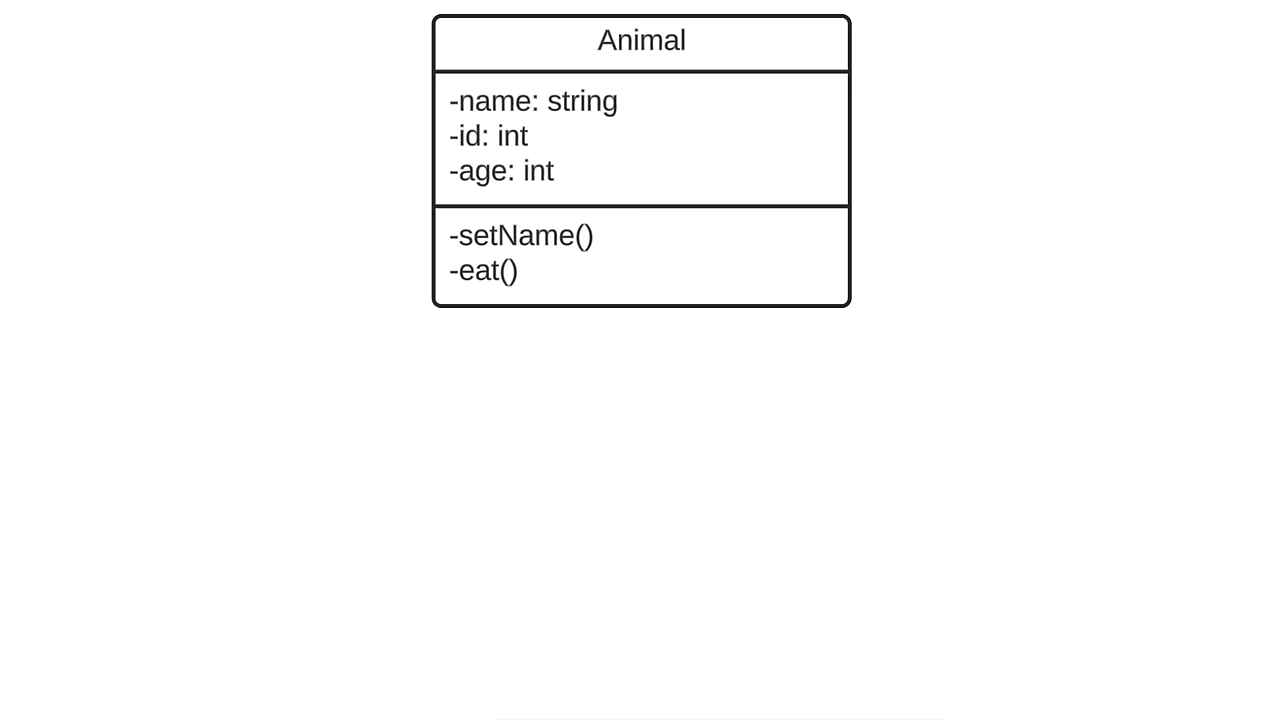 Animal
-name: string
-id: int
-age: int
-setName()
-eat()